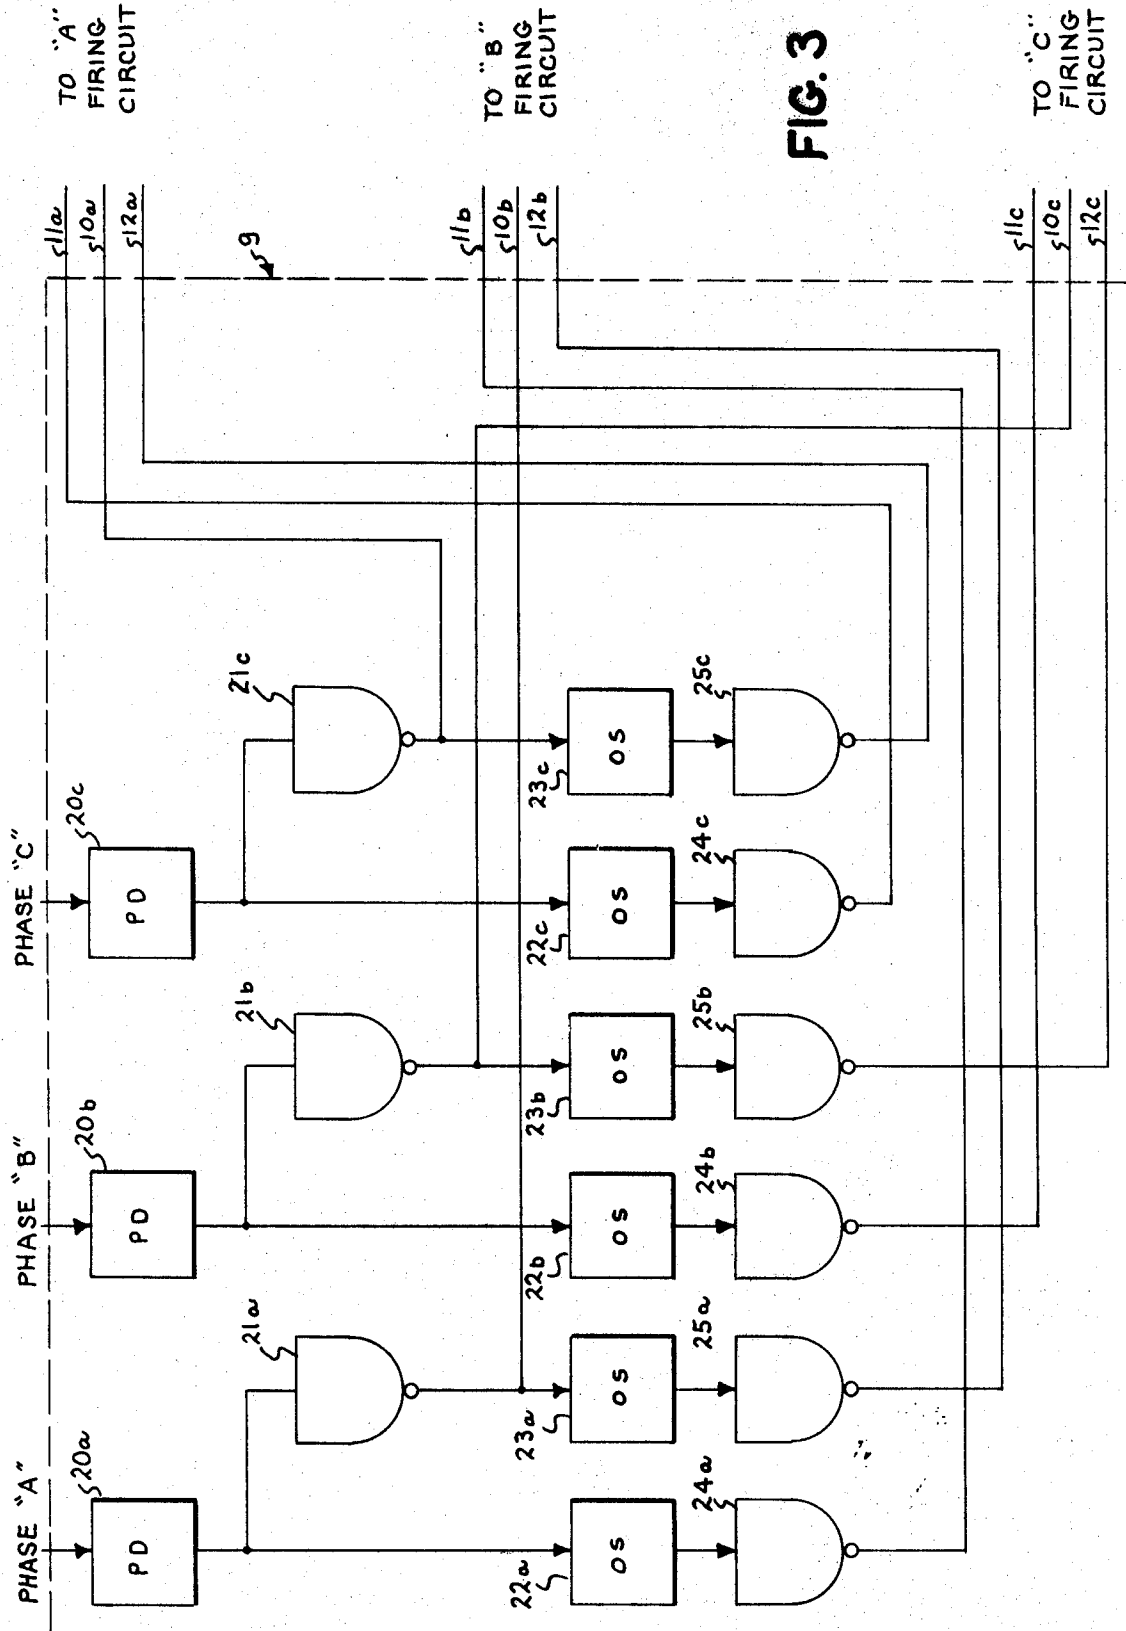 TO "A"
FIRING
CIRCUIT
TO "B"
FIRING
CIRCUIT
TO "C"
FIRING
CIRCUIT
FIG. 3
11a
10a
12a
11b
10b
12b
11c
10c
12c
9
PHASE "A"
PHASE "B"
PHASE "C"
20a
20b
20c
PD
PD
PD
21a
21b
21c
22a
23a
22b
23b
22c
23c
OS
OS
OS
OS
OS
OS
24a
25a
24b
25b
24c
25c